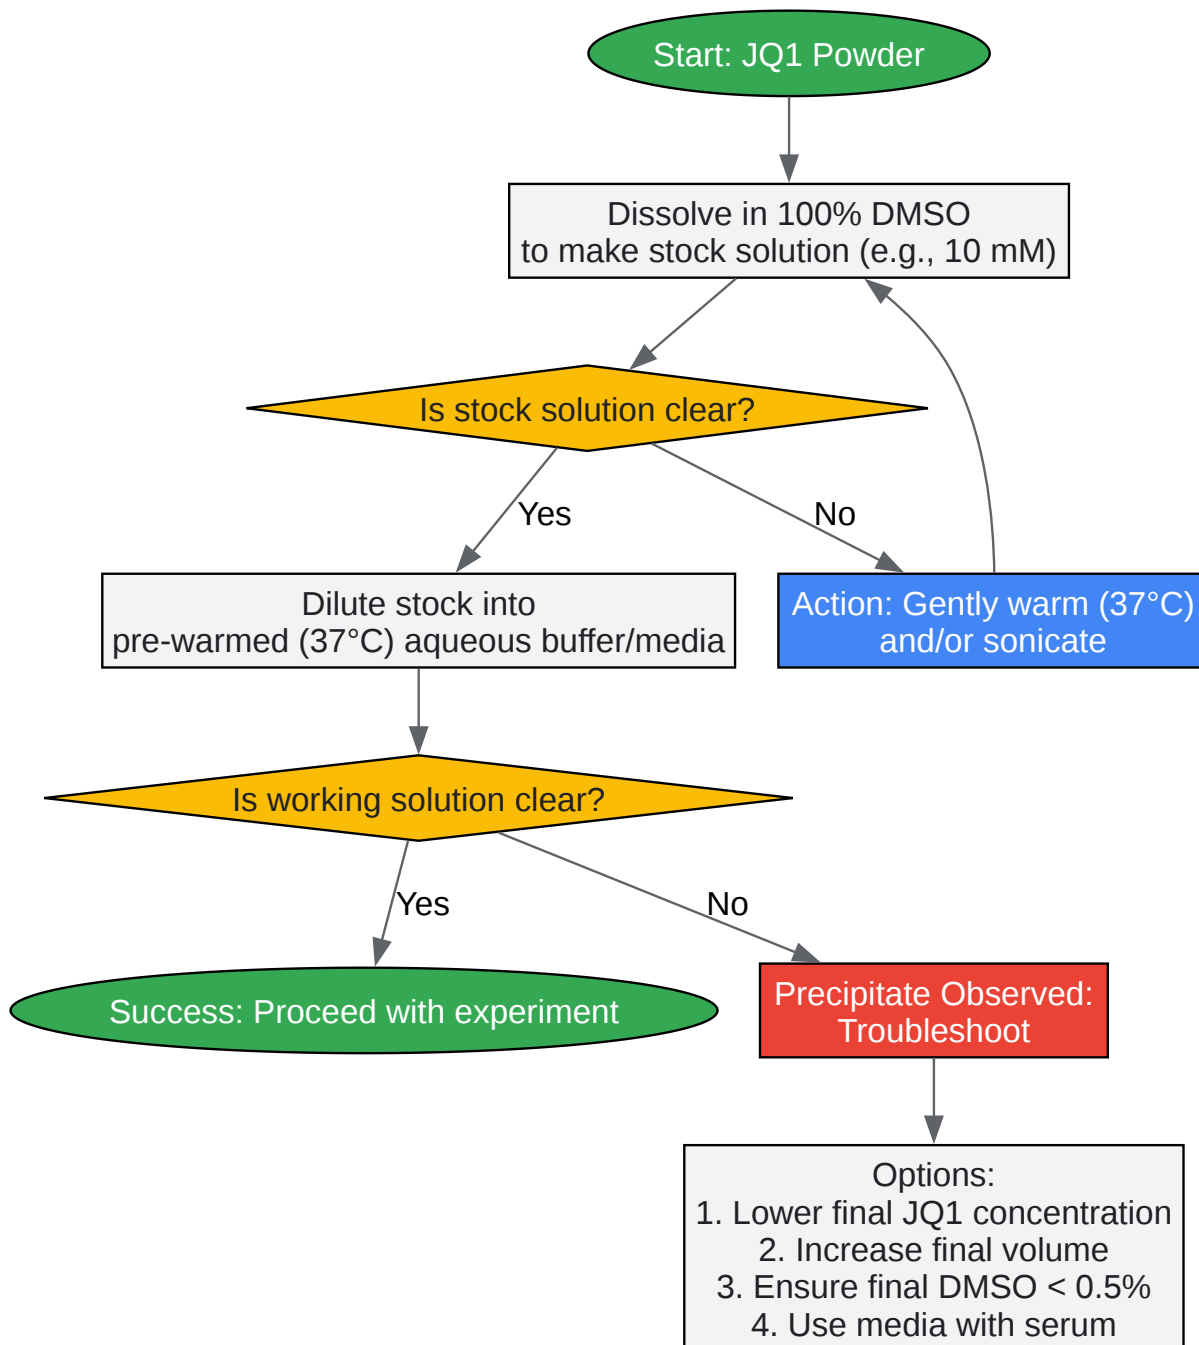 Start: JQ1 Powder
Dissolve in 100% DMSO
to make stock solution (e.g., 10 mM)
Is stock solution clear?
Yes
No
Dilute stock into
pre-warmed (37°C) aqueous buffer/media
Action: Gently warm (37°C)
and/or sonicate
Is working solution clear?
Yes
No
Success: Proceed with experiment
Precipitate Observed:
Troubleshoot
Options:
1. Lower final JQ1 concentration
2. Increase final volume
3. Ensure final DMSO < 0.5%
4. Use media with serum